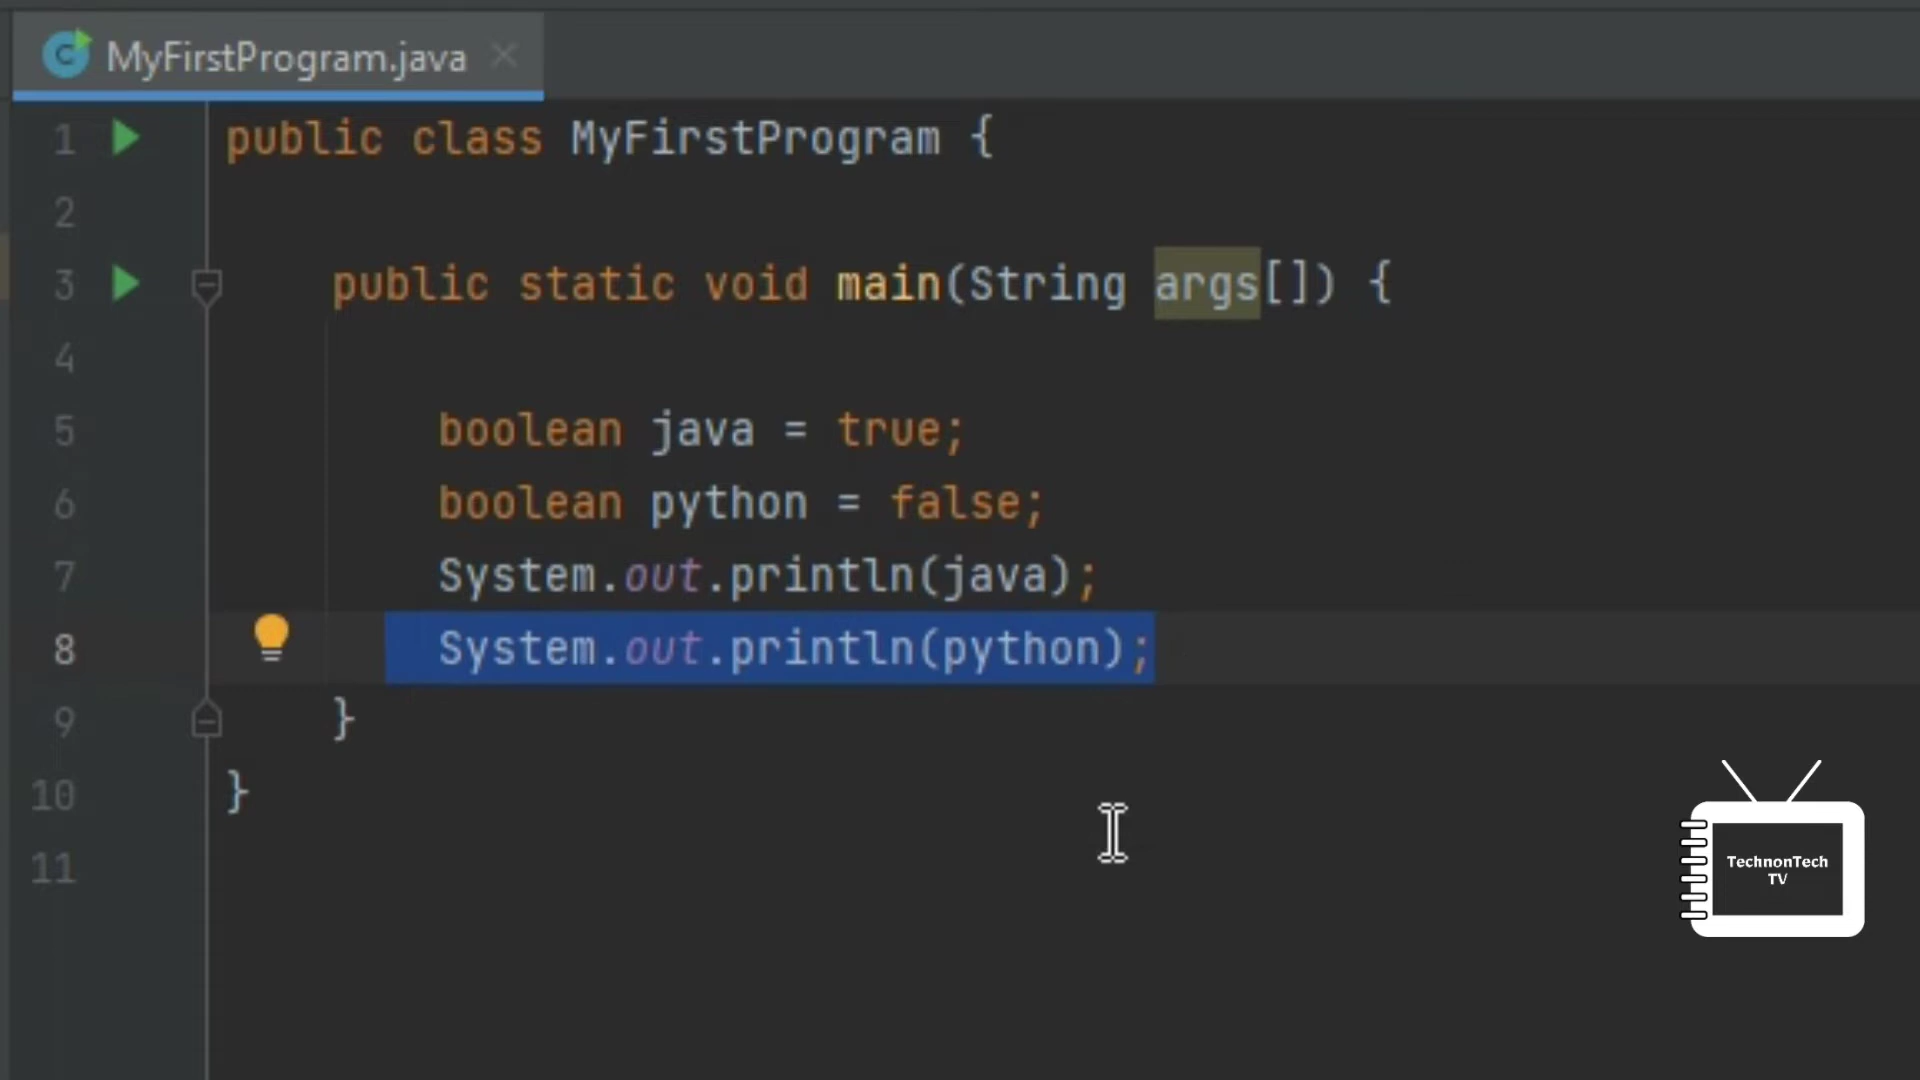 MyFirstProgram.java
1 public class MyFirstProgram {
2
3 public static void main(String args[]) {
4
5 boolean java = true;
6 boolean python = false;
7 System.out.println(java);
8 System.out.println(python);
9 }
10 }
11
TechnonTech
TV